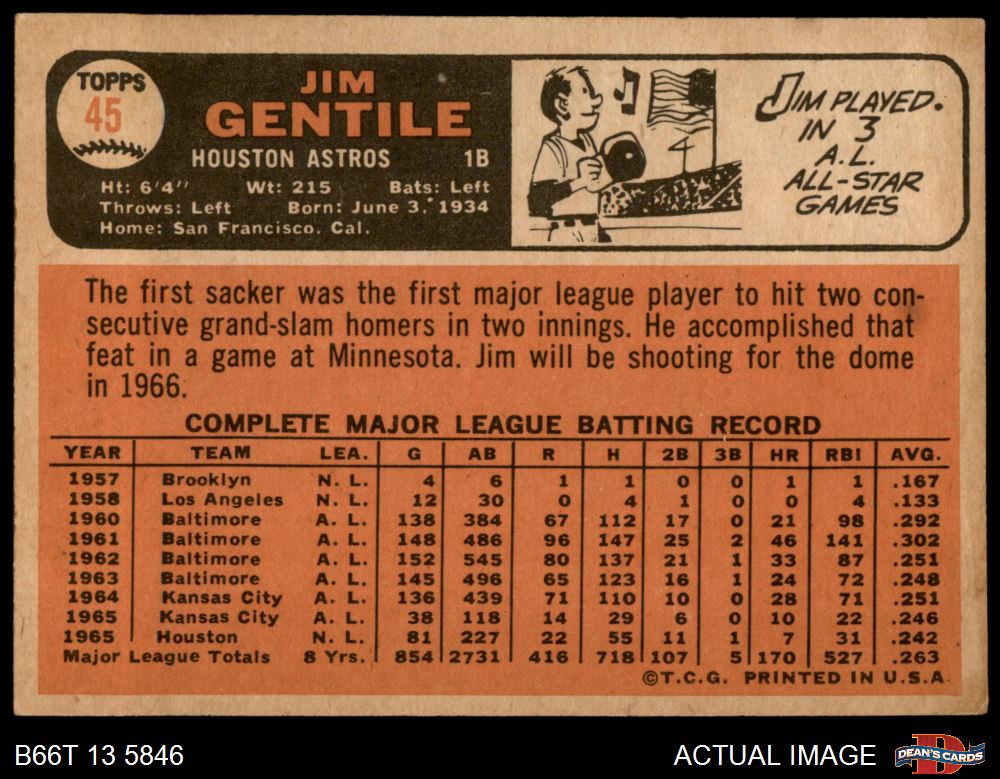 TOPPS
45
JIM
GENTILE
HOUSTON ASTROS 1B
Ht: 6'4" Wt: 215 Bats: Left
Throws: Left Born: June 3, 1934
Home: San Francisco, Cal.
JIM PLAYED
IN 3
A.L.
ALL-STAR
GAMES
The first sacker was the first major league player to hit two con-
secutive grand-slam homers in two innings. He accomplished that
feat in a game at Minnesota. Jim will be shooting for the dome
in 1966.
COMPLETE MAJOR LEAGUE BATTING RECORD
YEAR TEAM LEA. G AB R H 2B 3B HR RBI AVG.
1957 Brooklyn N. L. 4 6 1 1 0 0 1 1 .167
1958 Los Angeles N. L. 12 30 0 4 1 0 0 4 .133
1960 Baltimore A. L. 138 384 67 112 17 0 21 98 .292
1961 Baltimore A. L. 148 486 96 147 25 2 46 141 .302
1962 Baltimore A. L. 152 545 80 137 21 1 33 87 .251
1963 Baltimore A. L. 145 496 65 123 16 1 24 72 .248
1964 Kansas City A. L. 136 439 71 110 10 0 28 71 .251
1965 Kansas City A. L. 38 118 14 29 6 0 10 22 .246
1965 Houston N. L. 81 227 22 55 11 1 7 31 .242
Major League Totals 8 Yrs. 854 2731 416 718 107 5 170 527 .263
©T.C.G. PRINTED IN U.S.A.
B66T 13 5846 ACTUAL IMAGE DEAN'S CARDS